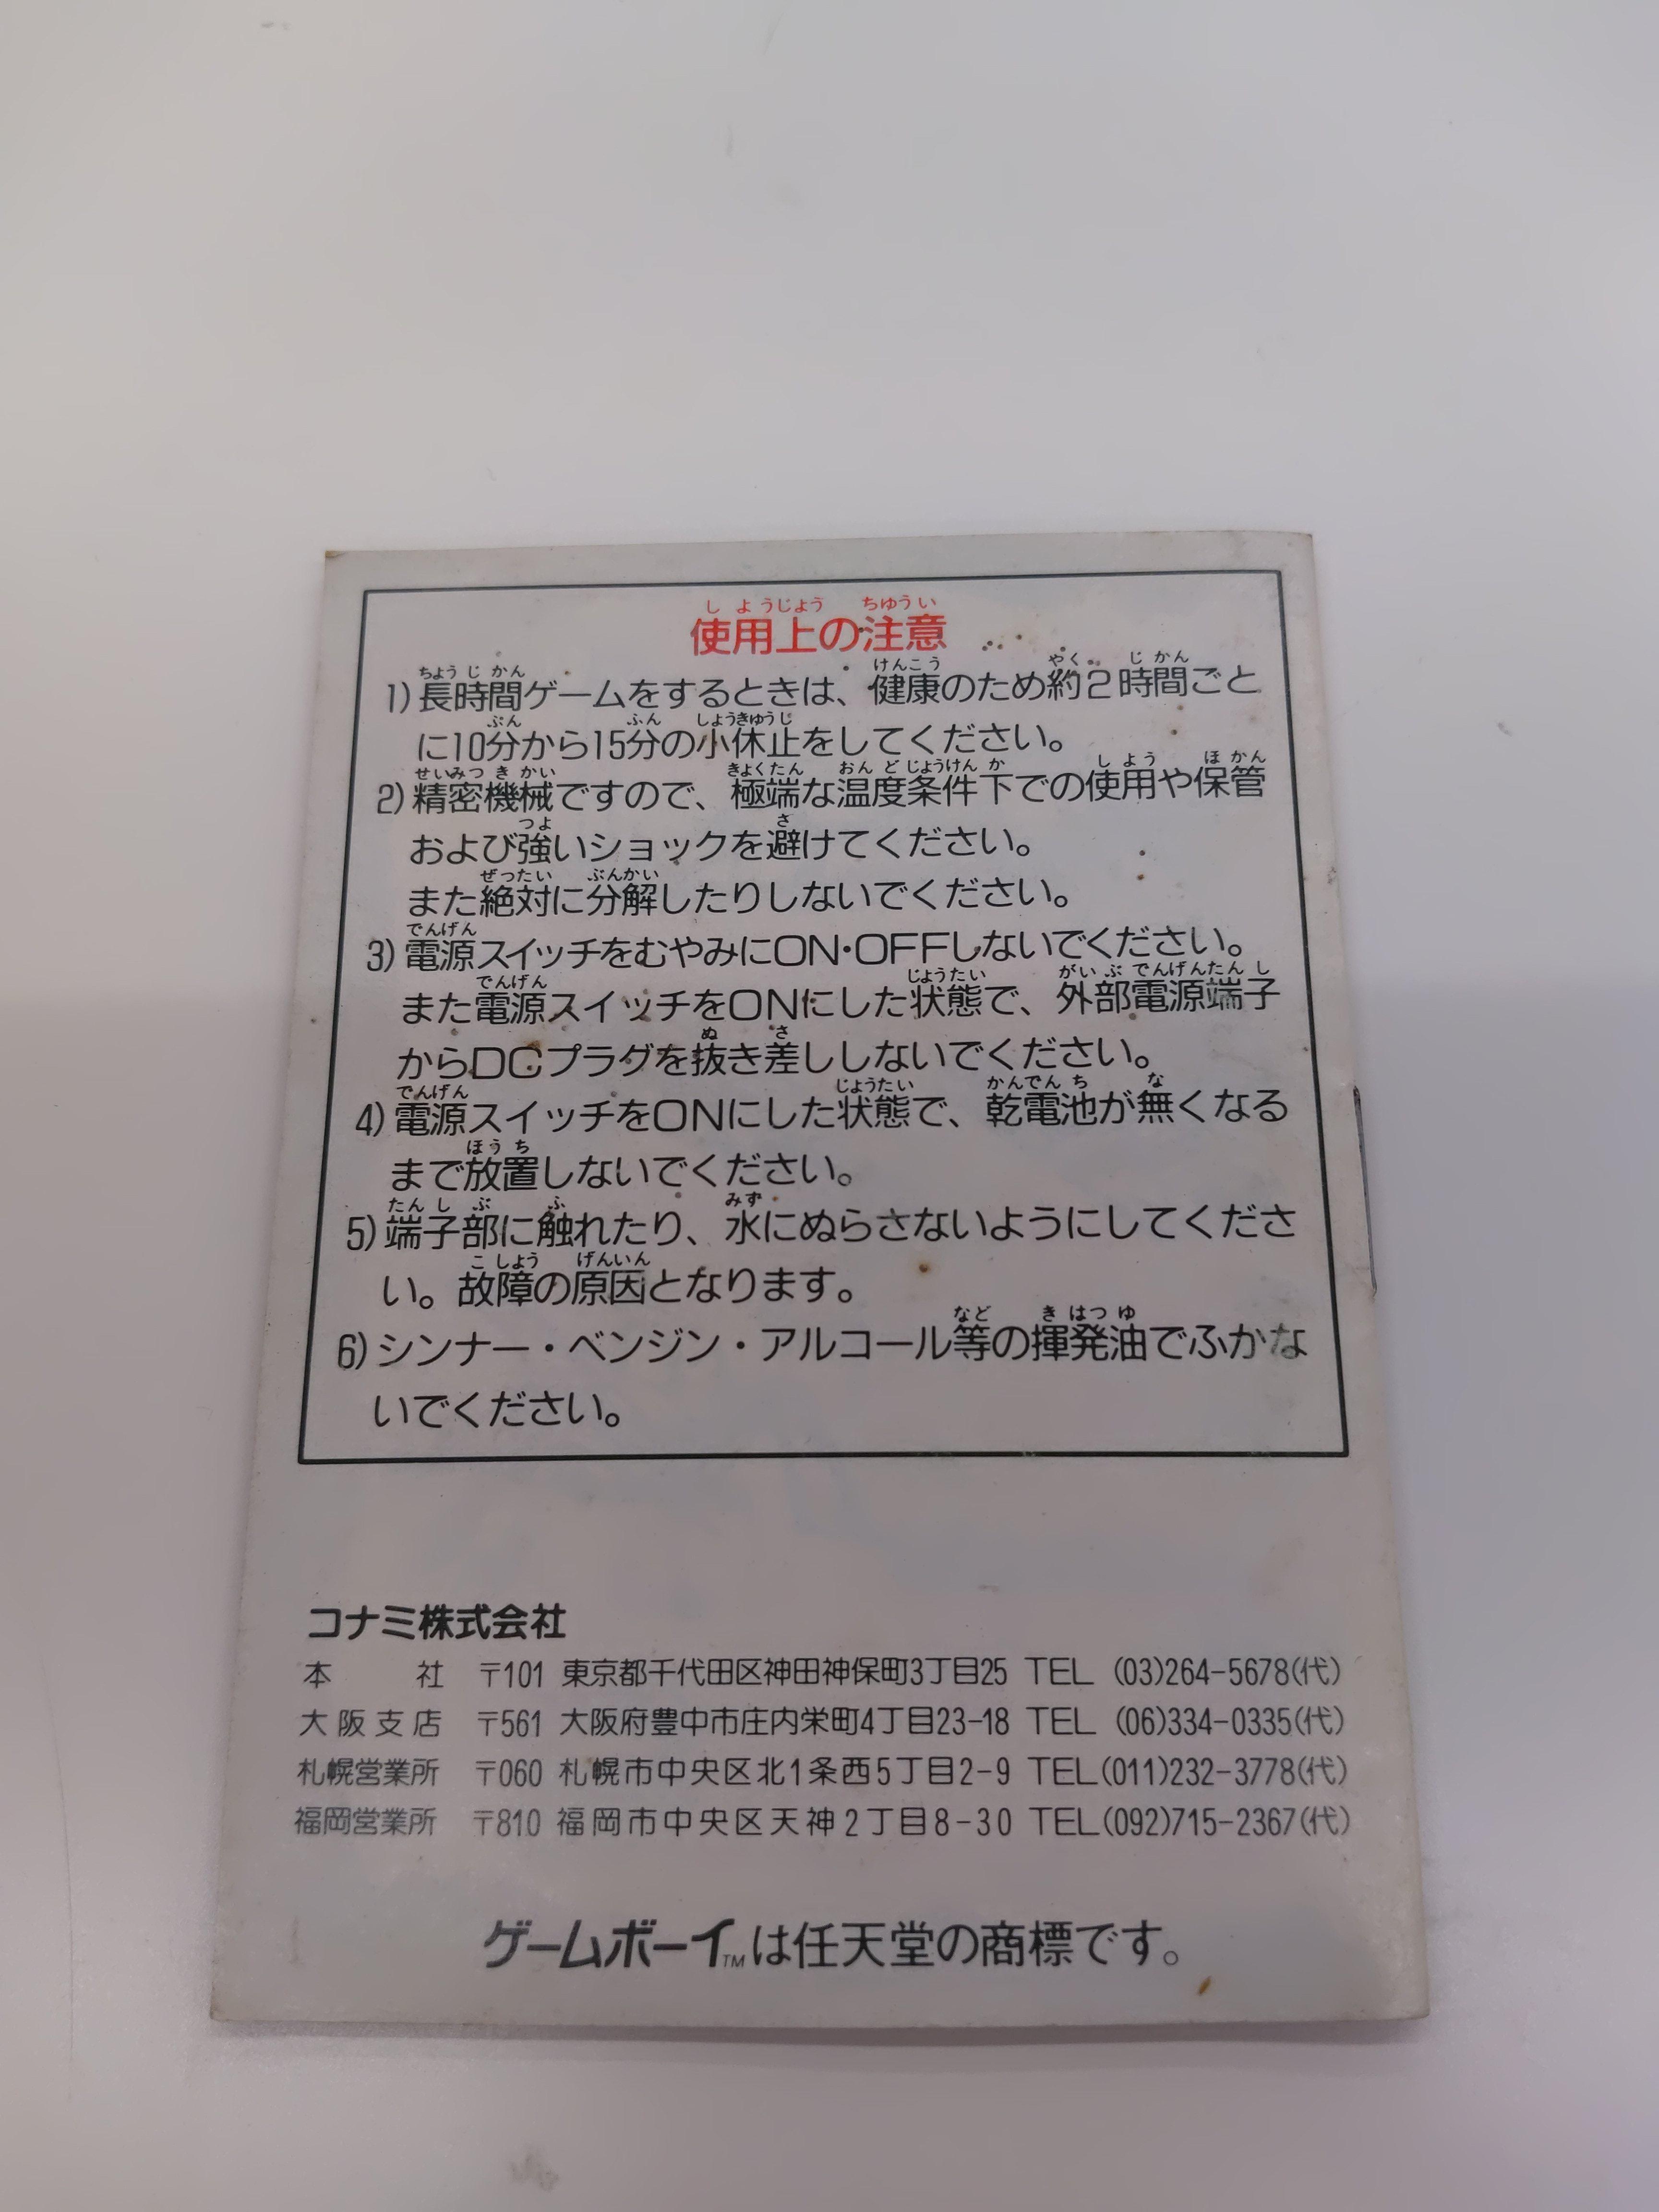 しようじょう ちゅうい
使用上の注意
ちょうじかん けんこう やく じかん
1)長時間ゲームをするときは、健康のため約2時間ごと
ぷん ふん しょうきゅうじ
に10分から15分の小休止をしてください。
せいみつきかい きょくたん おんどじょうけんか しよう ほかん
2)精密機械ですので、極端な温度条件下での使用や保管
つよ さ
および強いショックを避けてください。
ぜったい ぶんかい
また絶対に分解したりしないでください。
でんげん
3)電源スイッチをむやみにON・OFFしないでください。
でんげん じょうたい がいぶでんげんたんし
また電源スイッチをONにした状態で、外部電源端子
ぬ さ
からDCプラグを抜き差ししないでください。
でんげん じょうたい かんでんち な
4)電源スイッチをONにした状態で、乾電池が無くなる
ほうち
まで放置しないでください。
たんしぶ ふ みず
5)端子部に触れたり、水にぬらさないようにしてくださ
こしょう げんいん
い。故障の原因となります。
など きはつゆ
6)シンナー・ベンジン・アルコール等の揮発油でふかな
いでください。
コナミ株式会社
本社 〒101 東京都千代田区神田神保町3丁目25 TEL (03)264-5678(代)
大阪支店 〒561 大阪府豊中市庄内栄町4丁目23-18 TEL (06)334-0335(代)
札幌営業所 〒060 札幌市中央区北1条西5丁目2-9 TEL(011)232-3778(代)
福岡営業所 〒810 福岡市中央区天神2丁目8-30 TEL(092)715-2367(代)
ゲームボーイTMは任天堂の商標です。